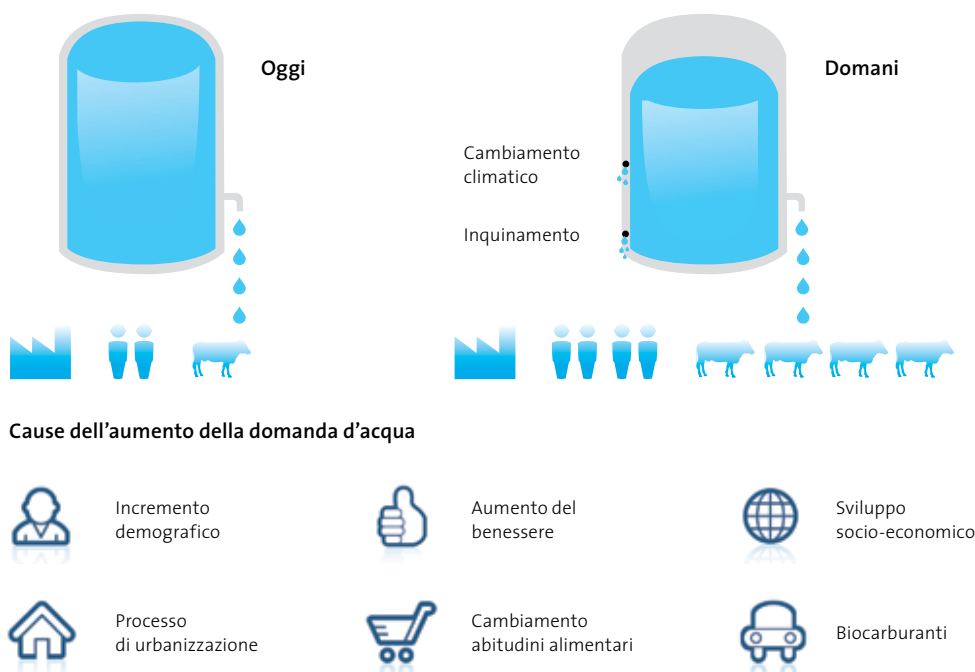 Oggi
Domani
Cambiamento
climatico
Inquinamento
Cause dell’aumento della domanda d’acqua
Incremento
demografico
Aumento del
benessere
Sviluppo
socio-economico
Processo
di urbanizzazione
Cambiamento
abitudini alimentari
Biocarburanti